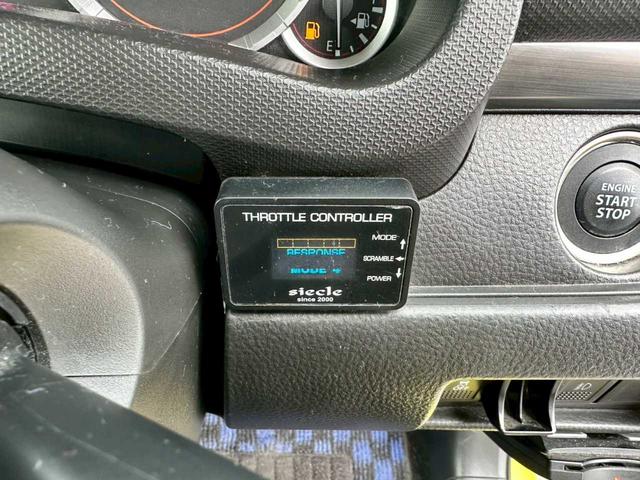 E
THROTTLE CONTROLLER
MODE
RESPONSE
SCRAMBLE
MODE 4
POWER
siecle
since 2000
ENGINE
START
STOP